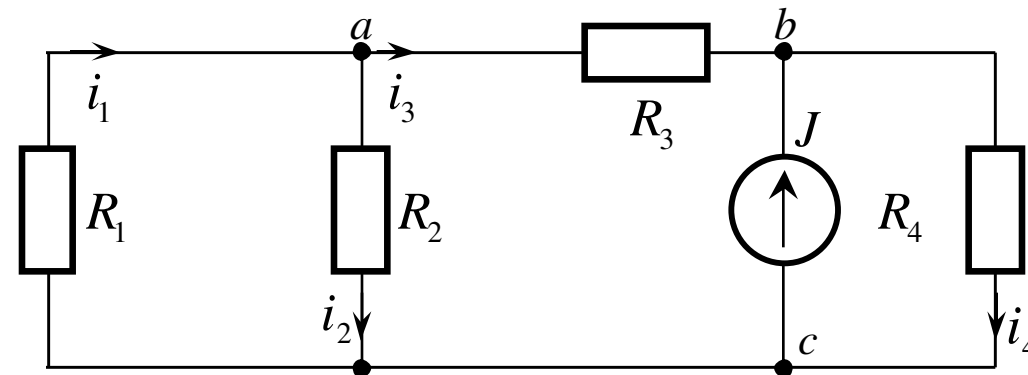 a b
i₁ i₃ R₃ J
R₁ R₂ R₄
i₂ c i₄